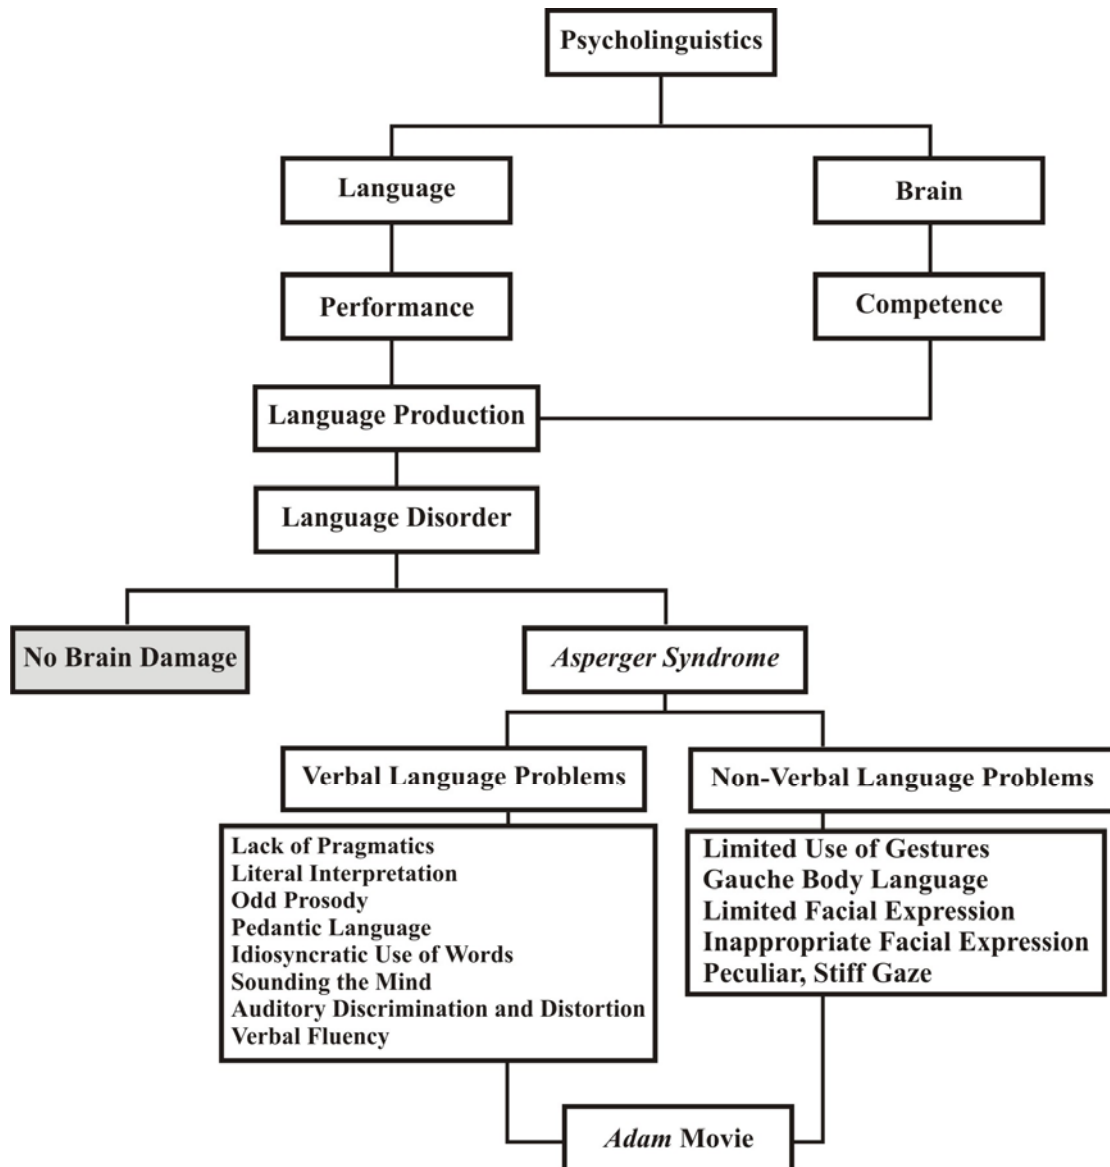 Psycholinguistics
Language
Brain
Performance
Competence
Language Production
Language Disorder
No Brain Damage
Asperger Syndrome
Verbal Language Problems
Non-Verbal Language Problems
Lack of Pragmatics
Literal Interpretation
Odd Prosody
Pedantic Language
Idiosyncratic Use of Words
Sounding the Mind
Auditory Discrimination and Distortion
Verbal Fluency
Limited Use of Gestures
Gauche Body Language
Limited Facial Expression
Inappropriate Facial Expression
Peculiar, Stiff Gaze
Adam Movie